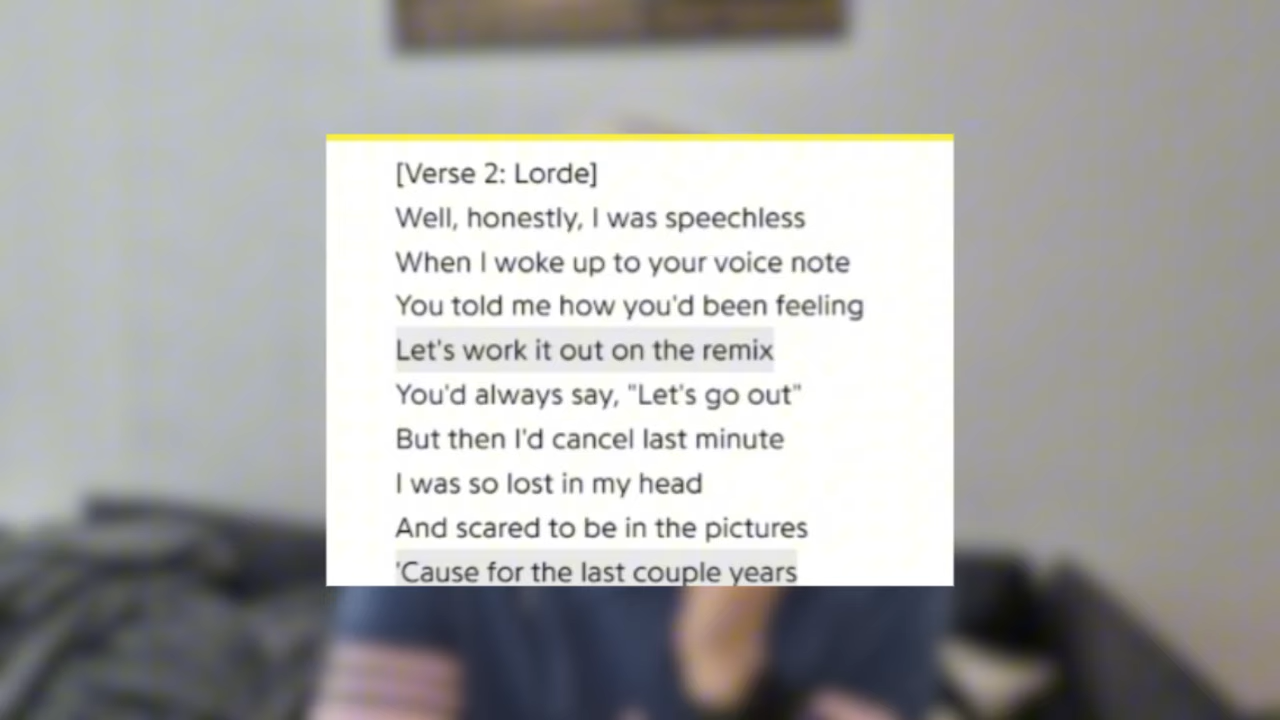 [Verse 2: Lorde]
Well, honestly, I was speechless
When I woke up to your voice note
You told me how you'd been feeling
Let's work it out on the remix
You'd always say, "Let's go out"
But then I'd cancel last minute
I was so lost in my head
And scared to be in the pictures
'Cause for the last couple years